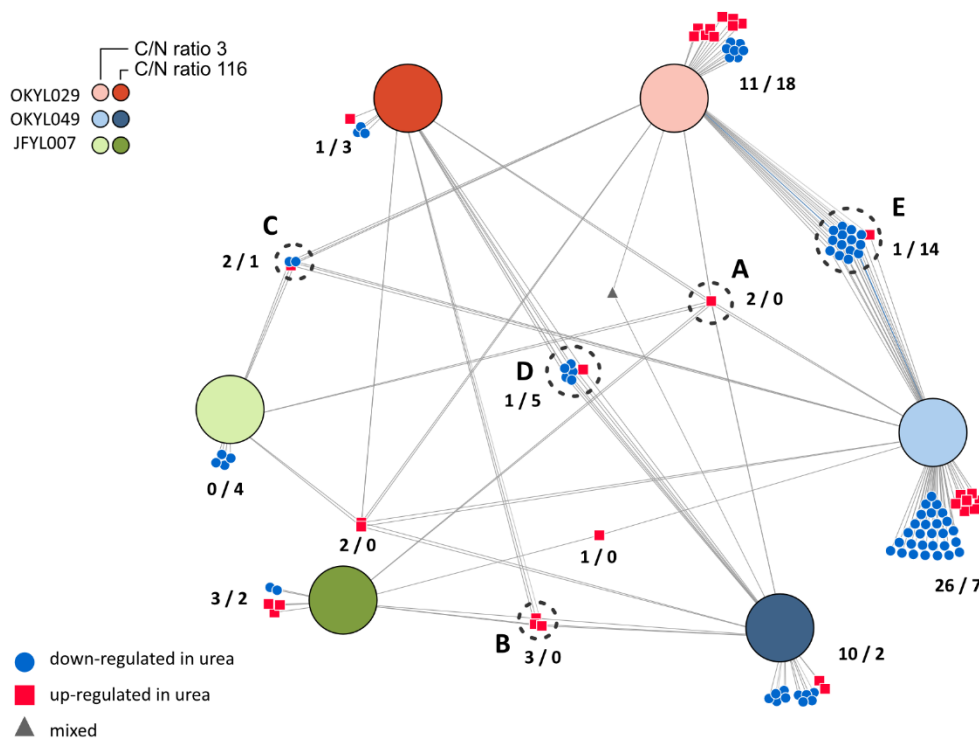 C/N ratio 3
C/N ratio 116
OKYL029
OKYL049
JFYL007
11 / 18
1 / 3
C
2 / 1
E
1 / 14
A
2 / 0
D
1 / 5
0 / 4
2 / 0
1 / 0
26 / 7
3 / 2
B
3 / 0
10 / 2
down-regulated in urea
up-regulated in urea
mixed